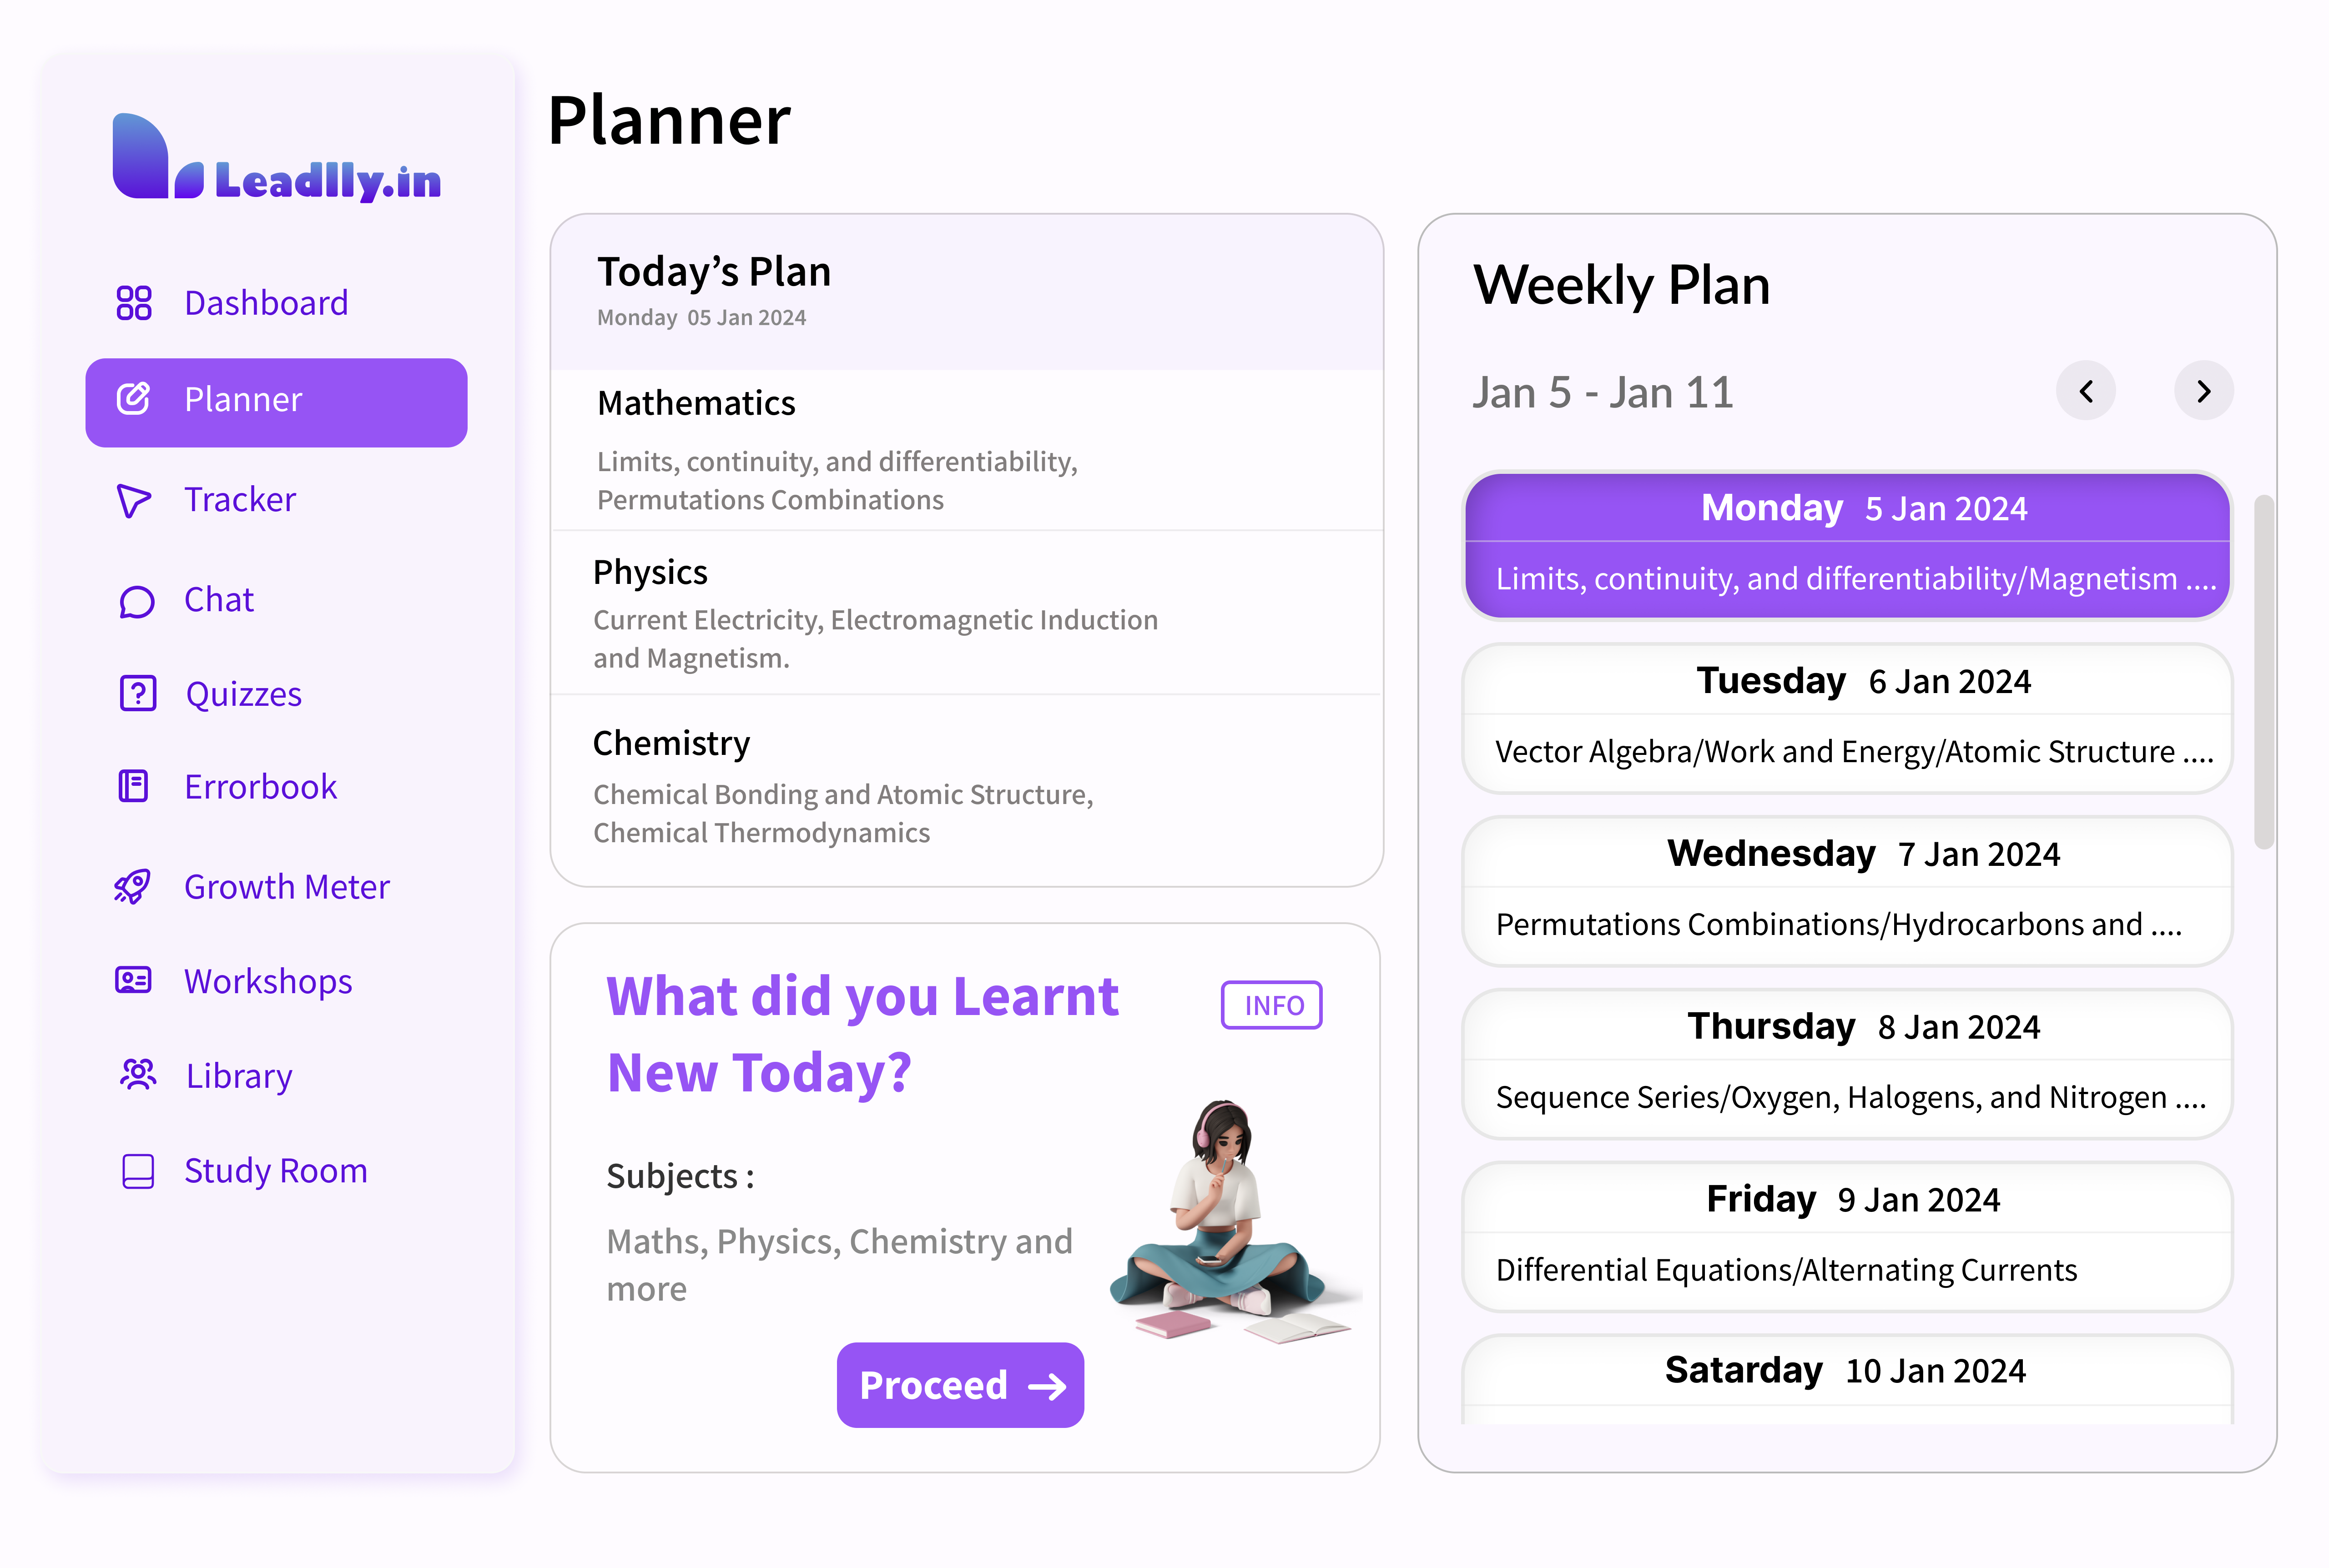 Leadlly.in
Dashboard
Planner
Tracker
Chat
Quizzes
Errorbook
Growth Meter
Workshops
Library
Study Room
Planner
Today’s Plan
Monday  05 Jan 2024
Mathematics
Limits, continuity, and differentiability,
Permutations Combinations
Physics
Current Electricity, Electromagnetic Induction
and Magnetism.
Chemistry
Chemical Bonding and Atomic Structure,
Chemical Thermodynamics
What did you Learnt
New Today?
INFO
Subjects :
Maths, Physics, Chemistry and
more
Proceed
Weekly Plan
Jan 5 - Jan 11
Monday 5 Jan 2024
Limits, continuity, and differentiability/Magnetism ....
Tuesday 6 Jan 2024
Vector Algebra/Work and Energy/Atomic Structure ....
Wednesday 7 Jan 2024
Permutations Combinations/Hydrocarbons and ....
Thursday 8 Jan 2024
Sequence Series/Oxygen, Halogens, and Nitrogen ....
Friday 9 Jan 2024
Differential Equations/Alternating Currents
Satarday 10 Jan 2024